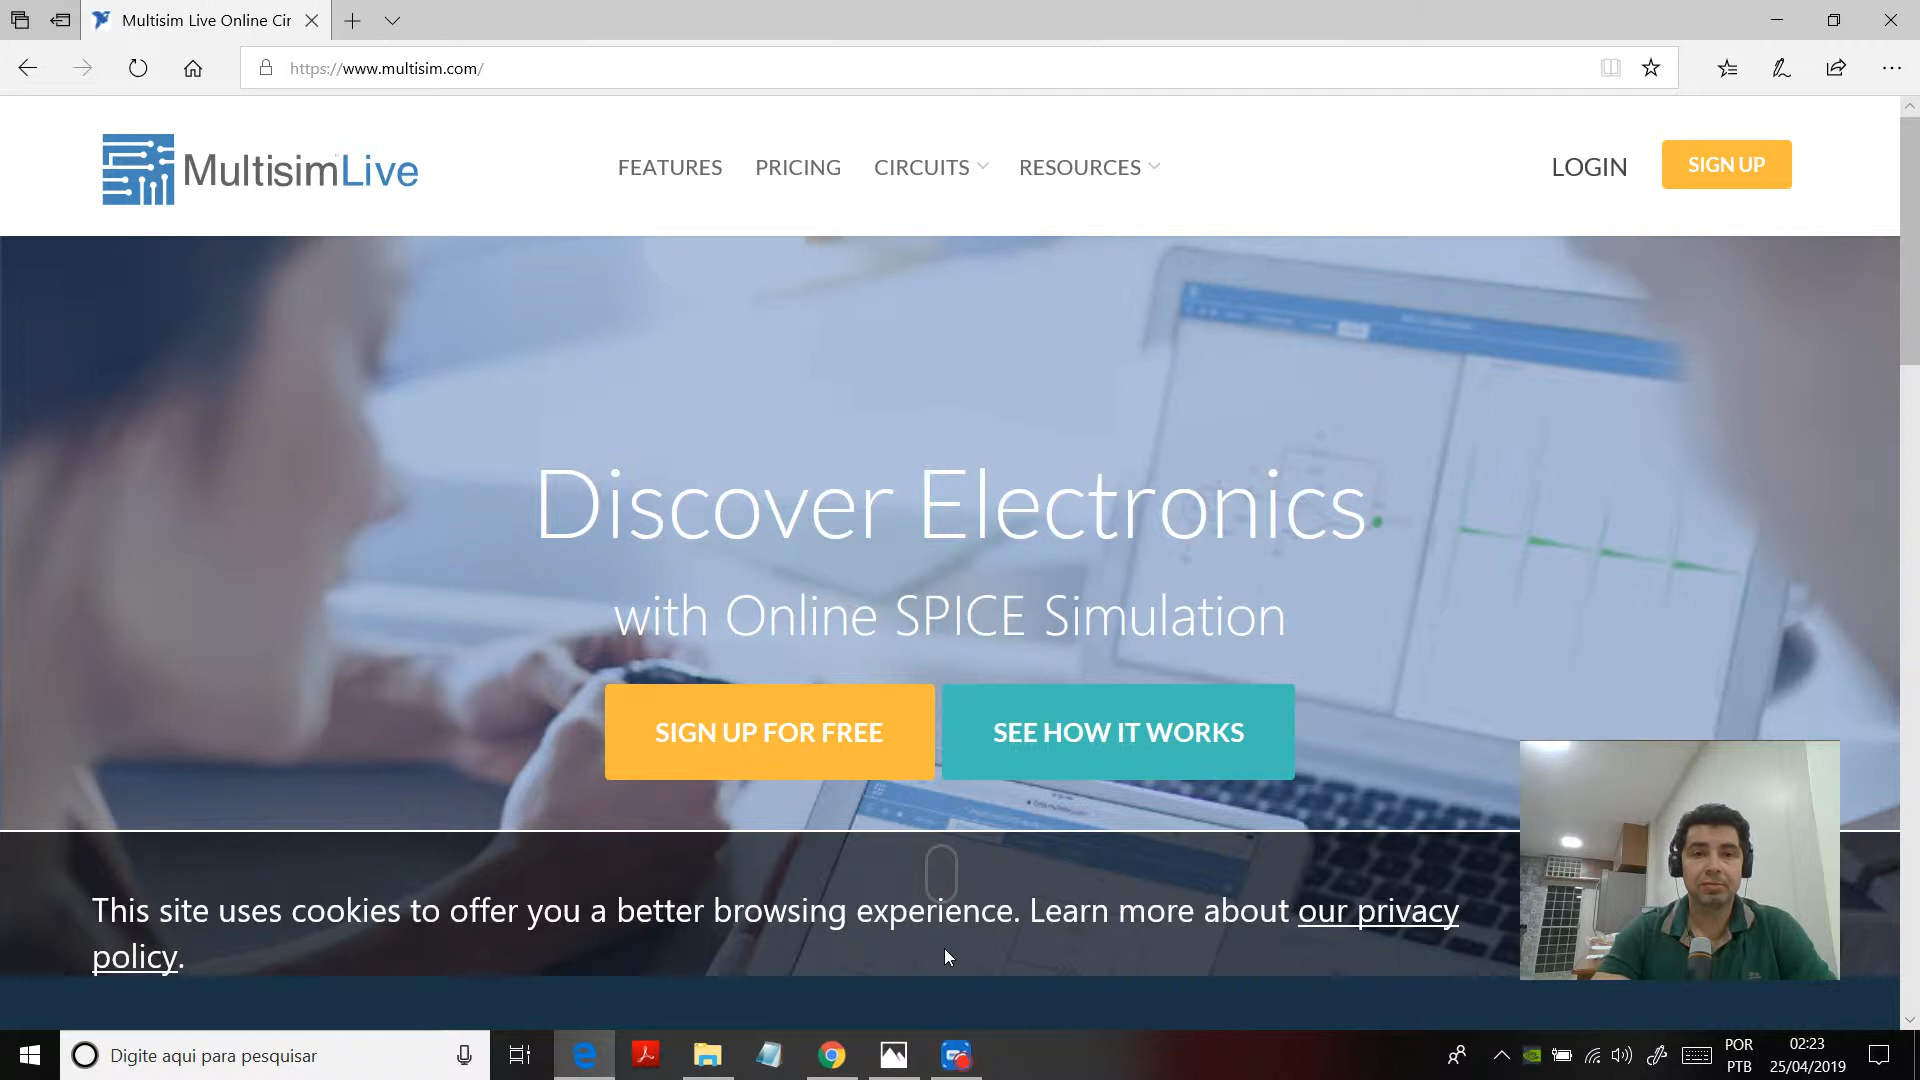 Multisim Live Online Cir
https://www.multisim.com/
MultisimLive
FEATURES
PRICING
CIRCUITS
RESOURCES
LOGIN
SIGN UP
Discover Electronics
with Online SPICE Simulation
SIGN UP FOR FREE
SEE HOW IT WORKS
This site uses cookies to offer you a better browsing experience. Learn more about our privacy
policy.
Digite aqui para pesquisar
POR
PTB
02:23
25/04/2019